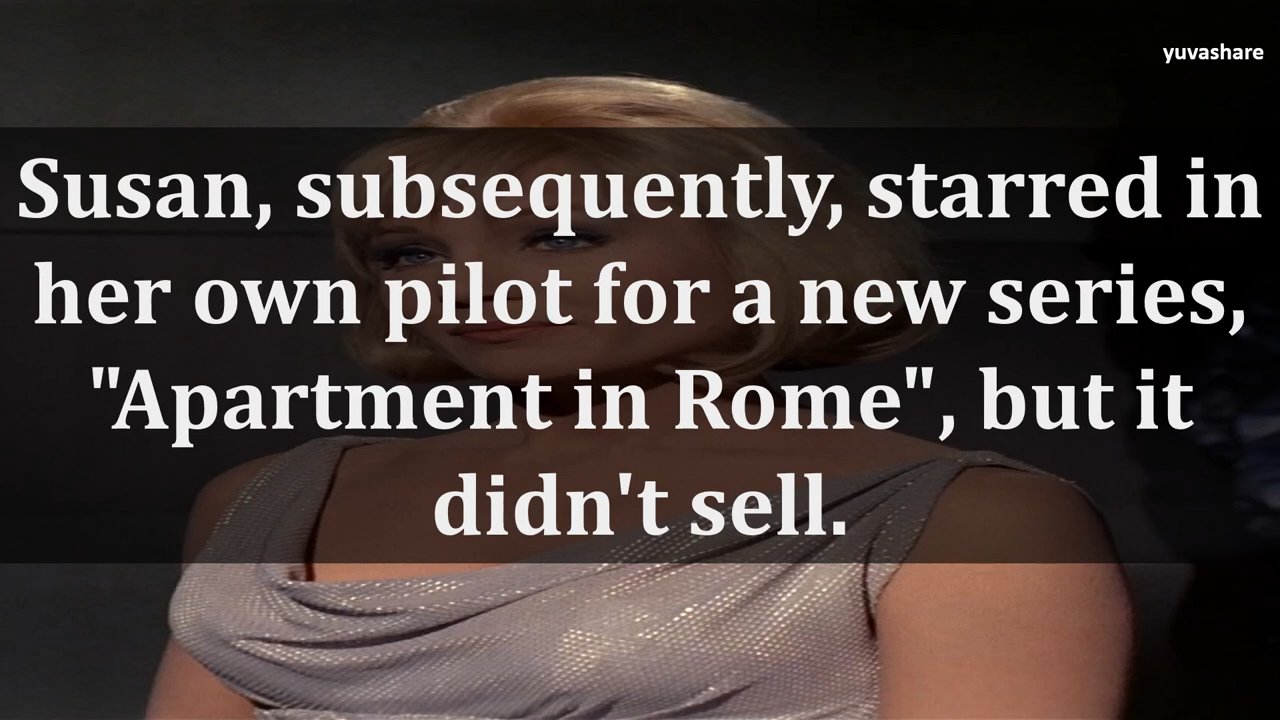 yuvashare
Susan, subsequently, starred in
her own pilot for a new series,
"Apartment in Rome", but it
didn't sell.